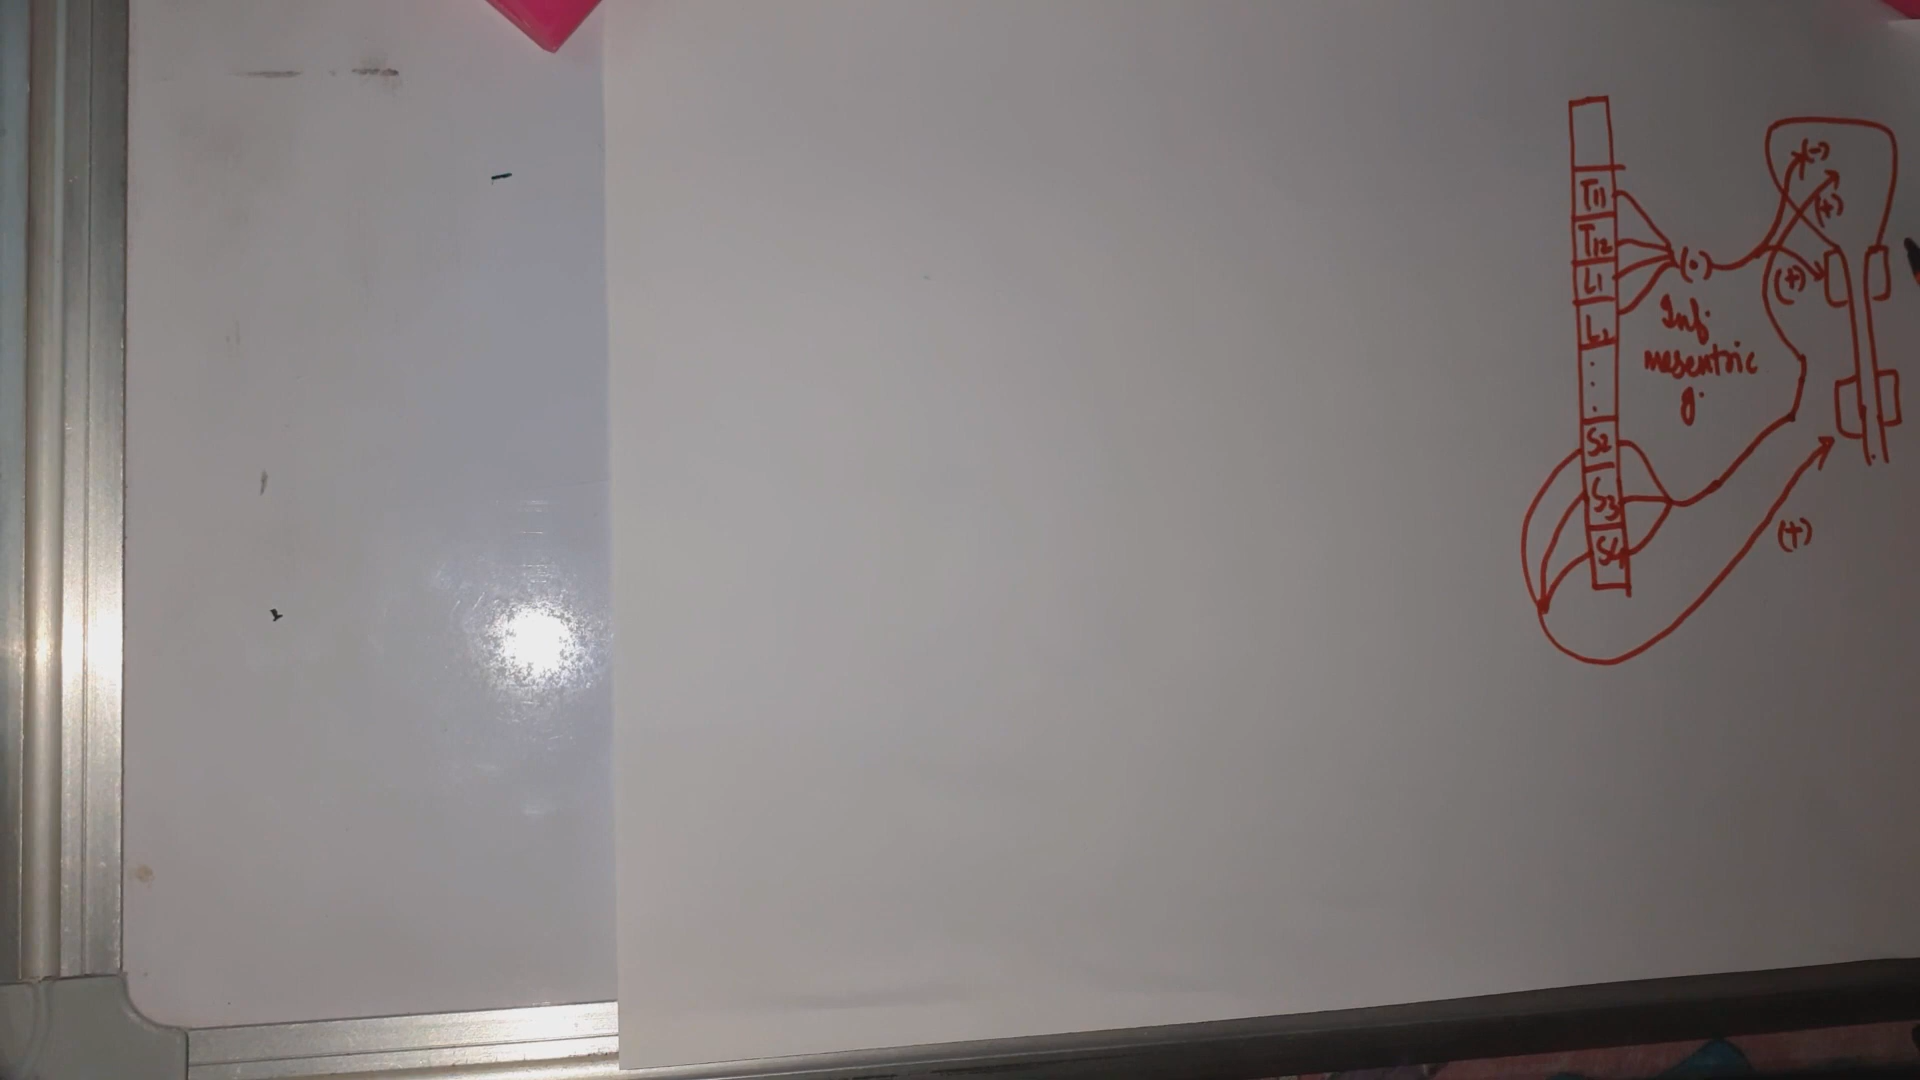 T11
T12
L1
L2
S2
S3
S4
(-)
(+)
(+)
(+)
Inf.
mesentric
g.